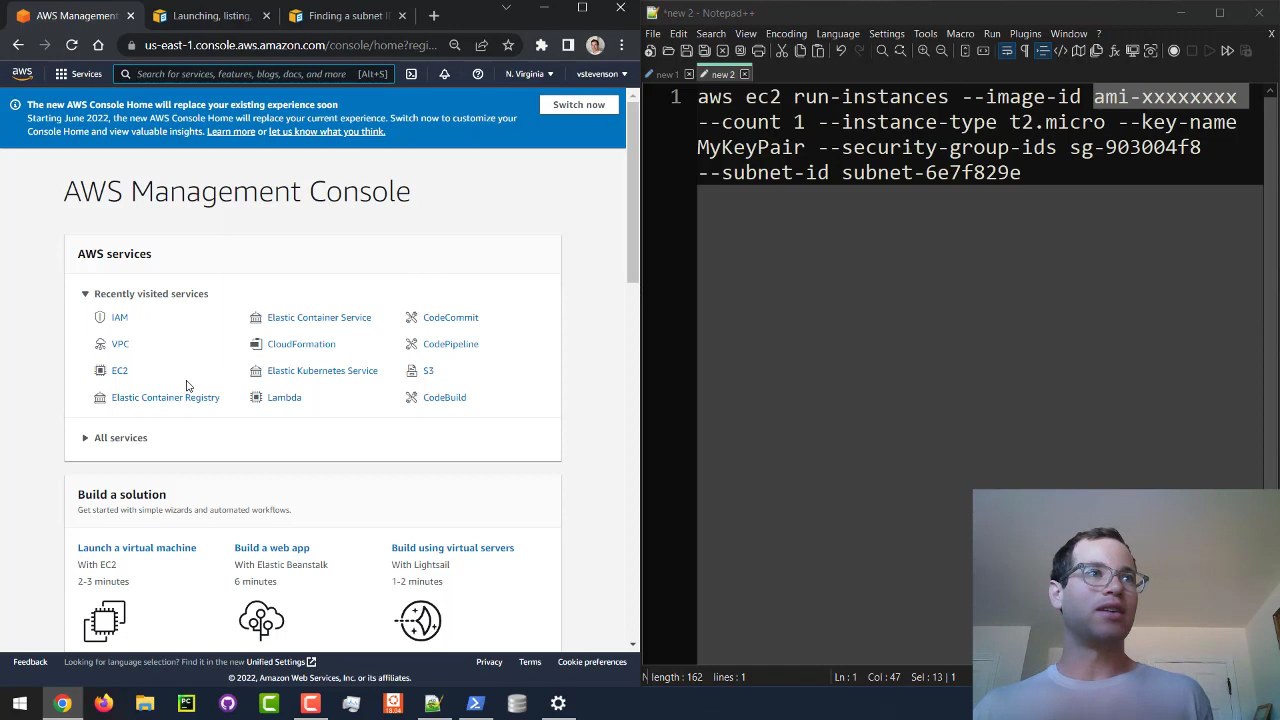 AWS Management
Launching, listing,
Finding a subnet I
us-east-1.console.aws.amazon.com/console/home?regi...
aws
Services
Search for services, features, blogs, docs, and more
[Alt+S]
N. Virginia
vstevenson
The new AWS Console Home will replace your existing experience soon
Starting June 2022, the new AWS Console Home will replace your current experience. Switch now to customize your
Console Home and view valuable insights. Learn more or let us know what you think.
Switch now
AWS Management Console
AWS services
Recently visited services
IAM
Elastic Container Service
CodeCommit
VPC
CloudFormation
CodePipeline
EC2
Elastic Kubernetes Service
S3
Elastic Container Registry
Lambda
CodeBuild
All services
Build a solution
Get started with simple wizards and automated workflows.
Launch a virtual machine
Build a web app
Build using virtual servers
With EC2
With Elastic Beanstalk
With Lightsail
2-3 minutes
6 minutes
1-2 minutes
Feedback
Looking for language selection? Find it in the new Unified Settings
Privacy
Terms
Cookie preferences
© 2022, Amazon Web Services, Inc. or its affiliates.
*new 2 - Notepad++
File Edit Search View Encoding Language Settings Tools Macro Run Plugins Window ?
new 1
new 2
1
aws ec2 run-instances --image-id ami-xxxxxxxx
--count 1 --instance-type t2.micro --key-name
MyKeyPair --security-group-ids sg-903004f8
--subnet-id subnet-6e7f829e
length : 162 lines : 1
Ln : 1 Col : 47 Sel : 13 | 1
18.04